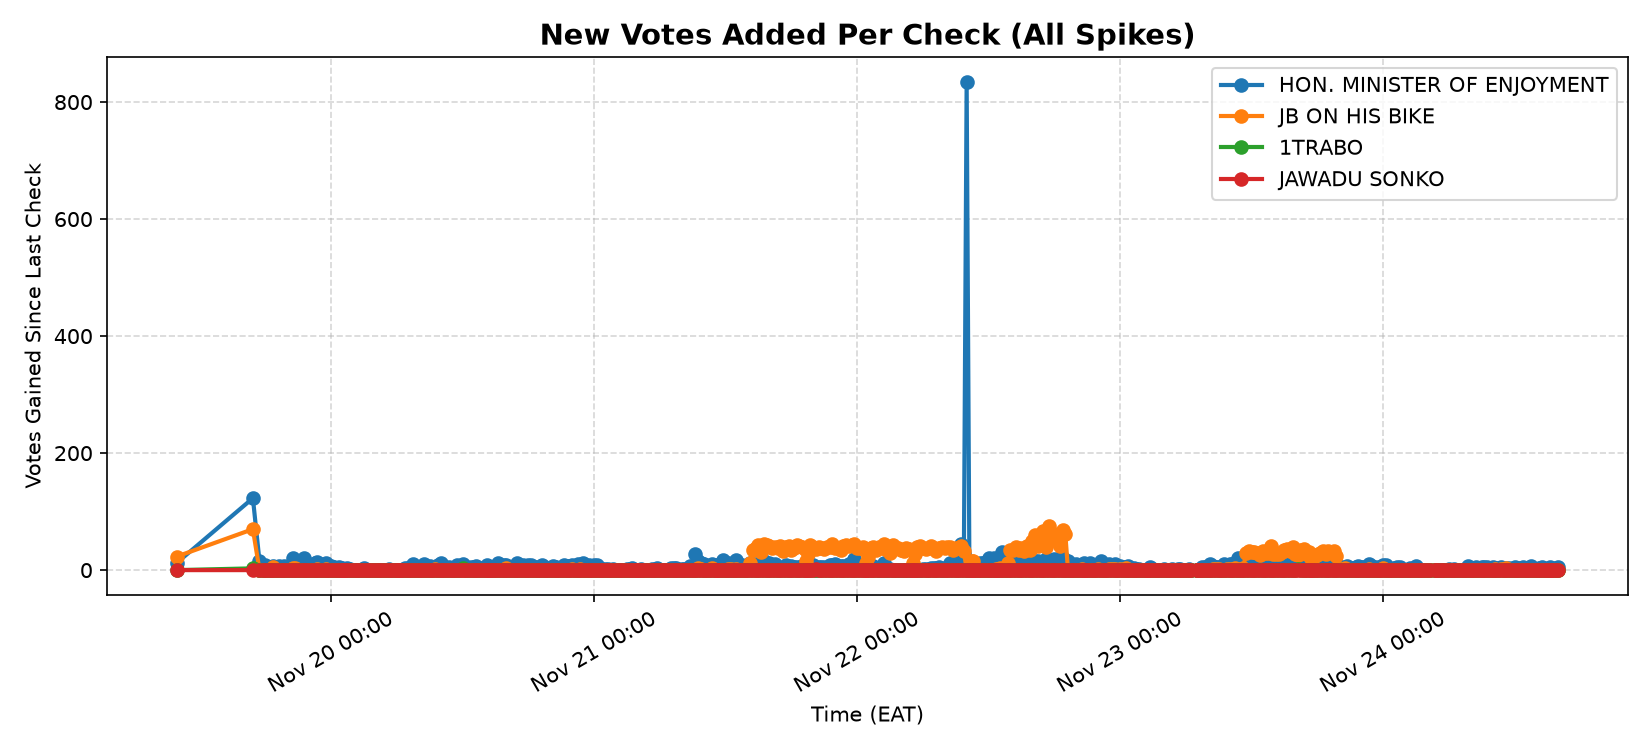 New Votes Added Per Check (All Spikes)
HON. MINISTER OF ENJOYMENT
JB ON HIS BIKE
1TRABO
JAWADU SONKO
Votes Gained Since Last Check
800
600
400
200
0
Nov 20 00:00
Nov 21 00:00
Nov 22 00:00
Nov 23 00:00
Nov 24 00:00
Time (EAT)